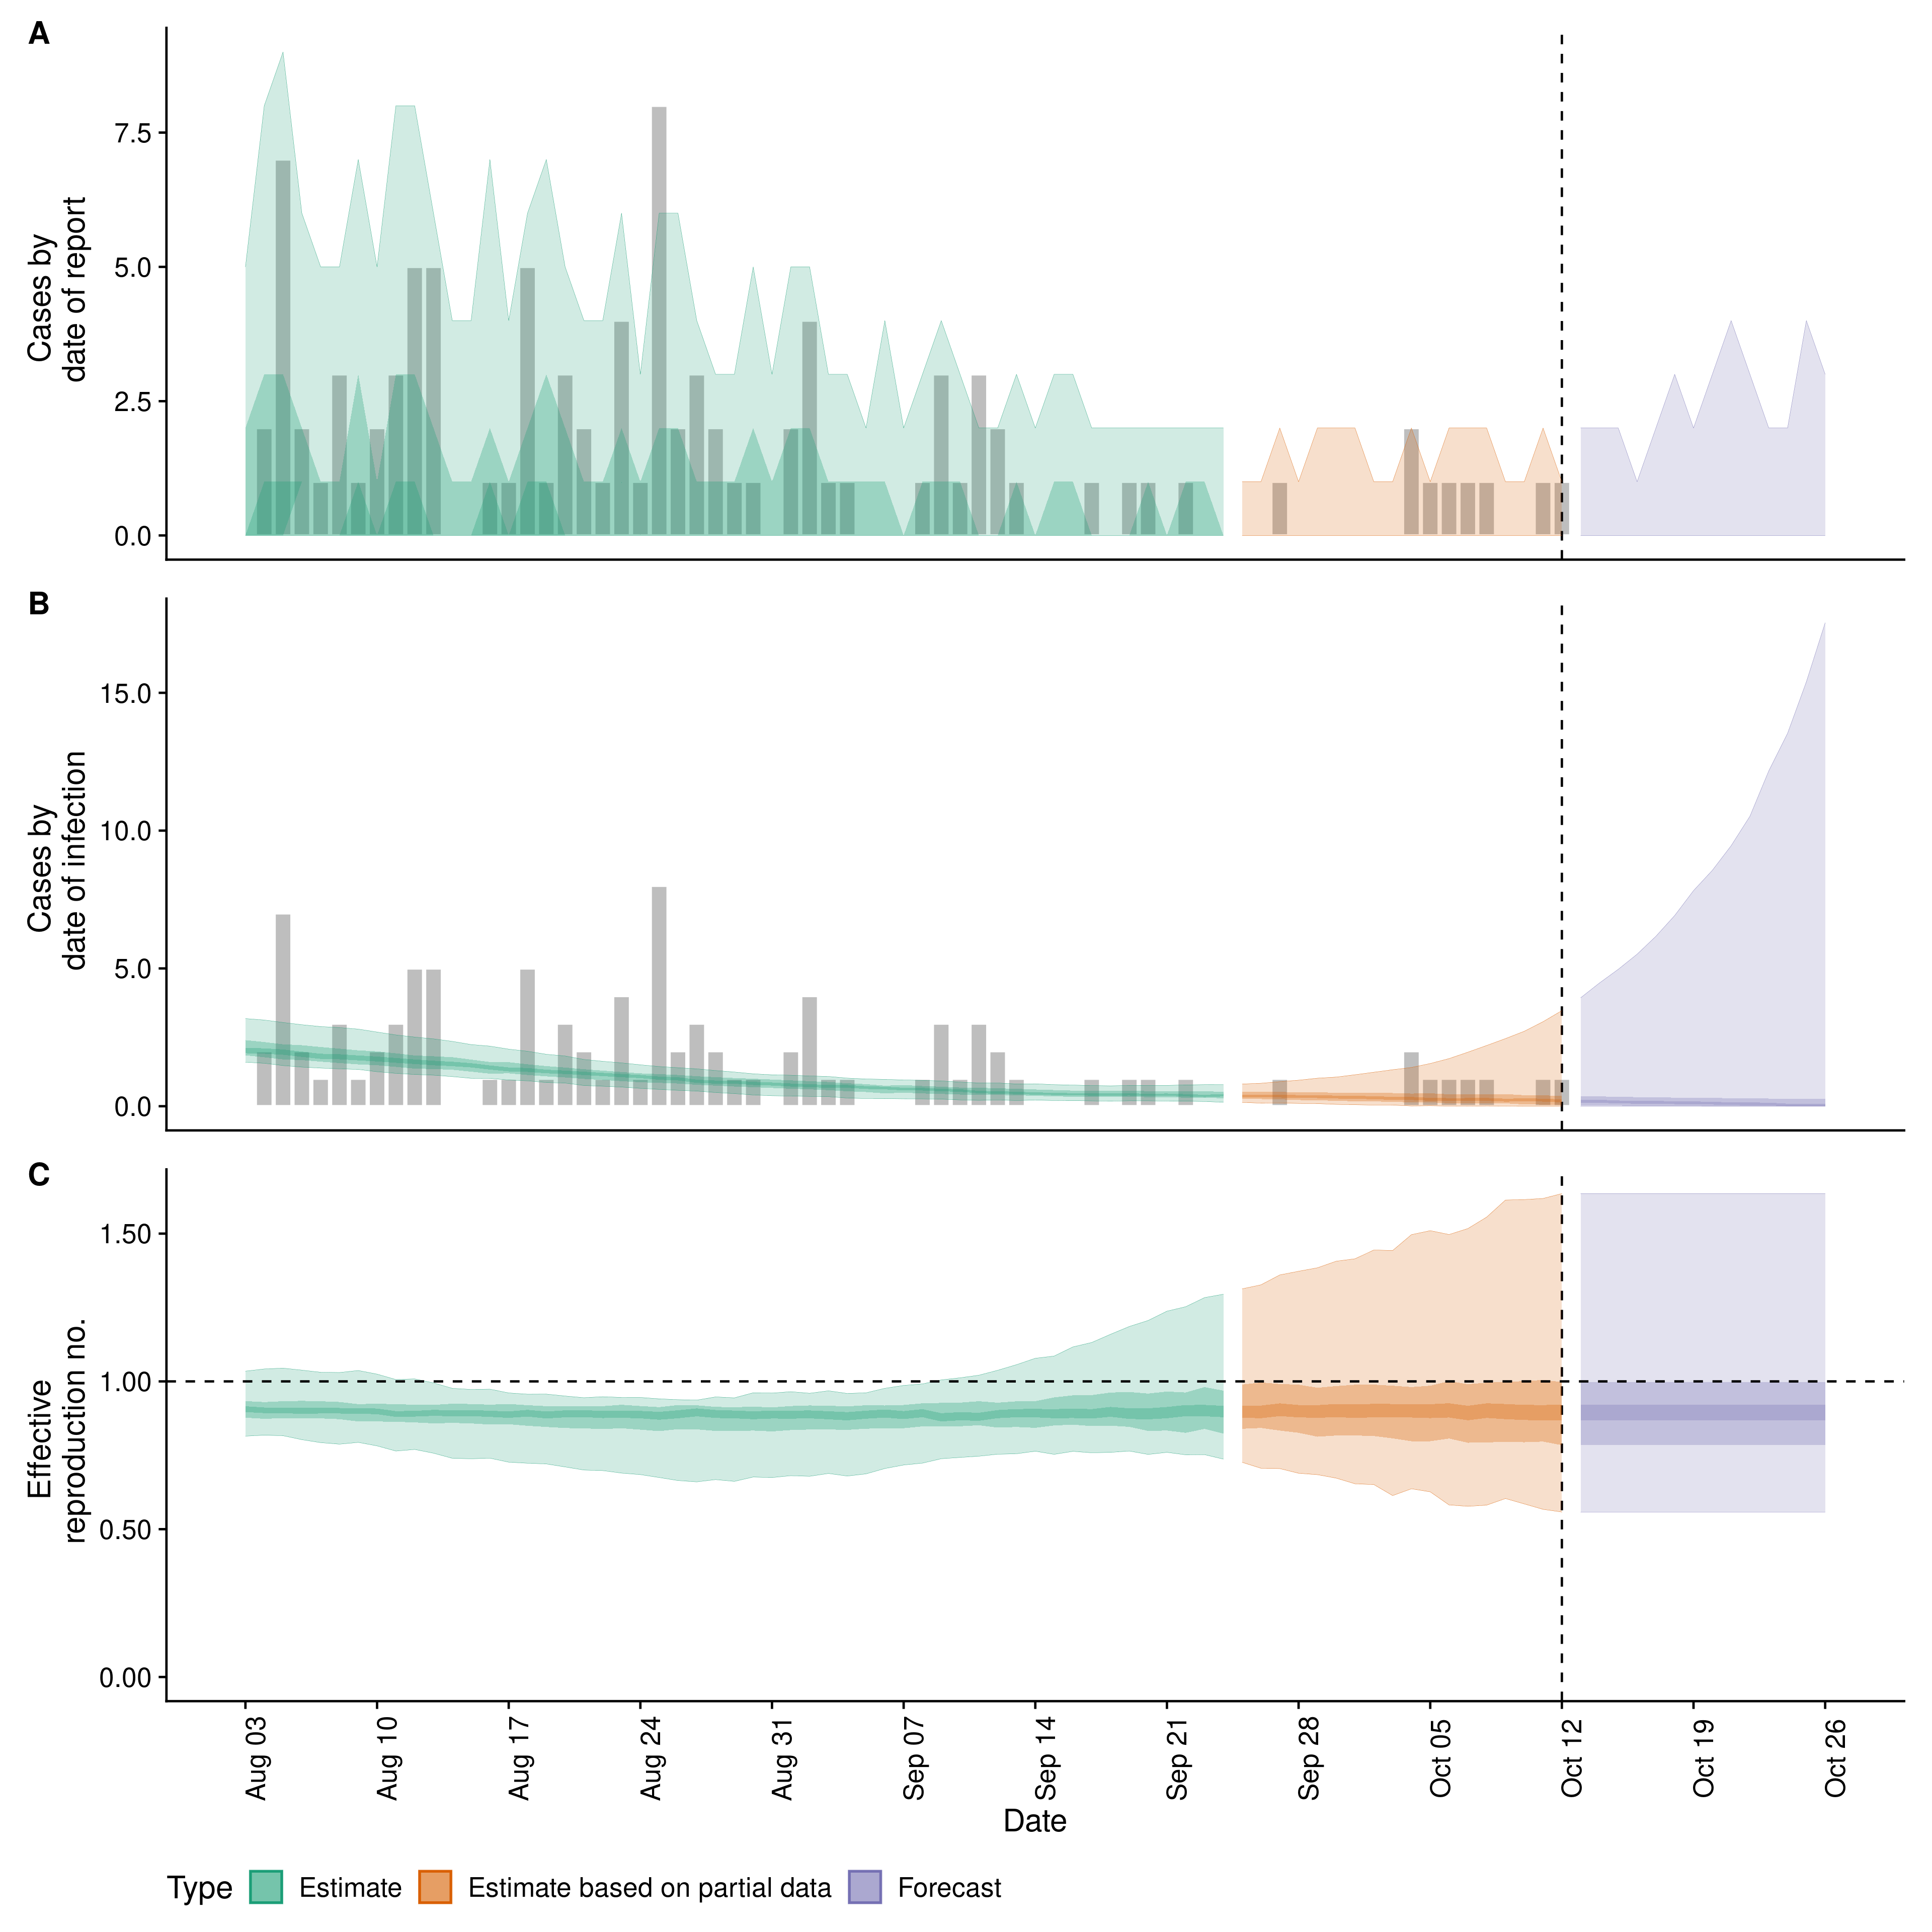 A
Cases by
date of report
7.5
5.0
2.5
0.0
B
Cases by
date of infection
15.0
10.0
5.0
0.0
C
Effective
reproduction no.
1.50
1.00
0.50
0.00
Aug 03
Aug 10
Aug 17
Aug 24
Aug 31
Sep 07
Sep 14
Sep 21
Sep 28
Oct 05
Oct 12
Oct 19
Oct 26
Date
Type
Estimate
Estimate based on partial data
Forecast